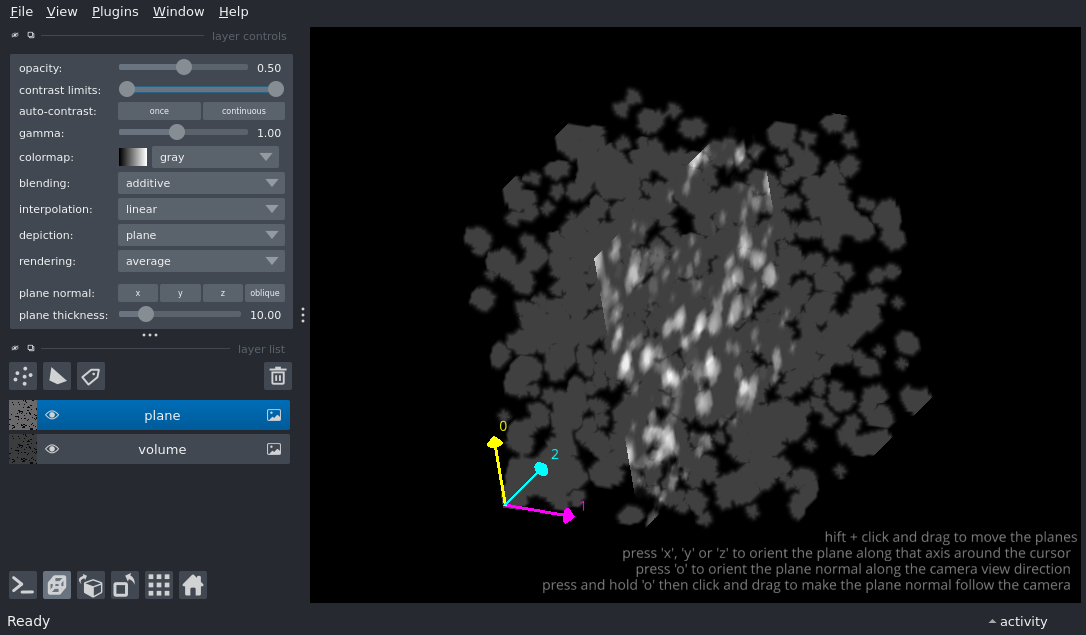 File View Plugins Window Help
layer controls
opacity: 0.50
contrast limits:
auto-contrast: once continuous
gamma: 1.00
colormap: gray
blending: additive
interpolation: linear
depiction: plane
rendering: average
plane normal: x y z oblique
plane thickness: 10.00
layer list
plane
volume
0
2
1
hift + click and drag to move the planes
press 'x', 'y' or 'z' to orient the plane along that axis around the cursor
press 'o' to orient the plane normal along the camera view direction
press and hold 'o' then click and drag to make the plane normal follow the camera
Ready activity